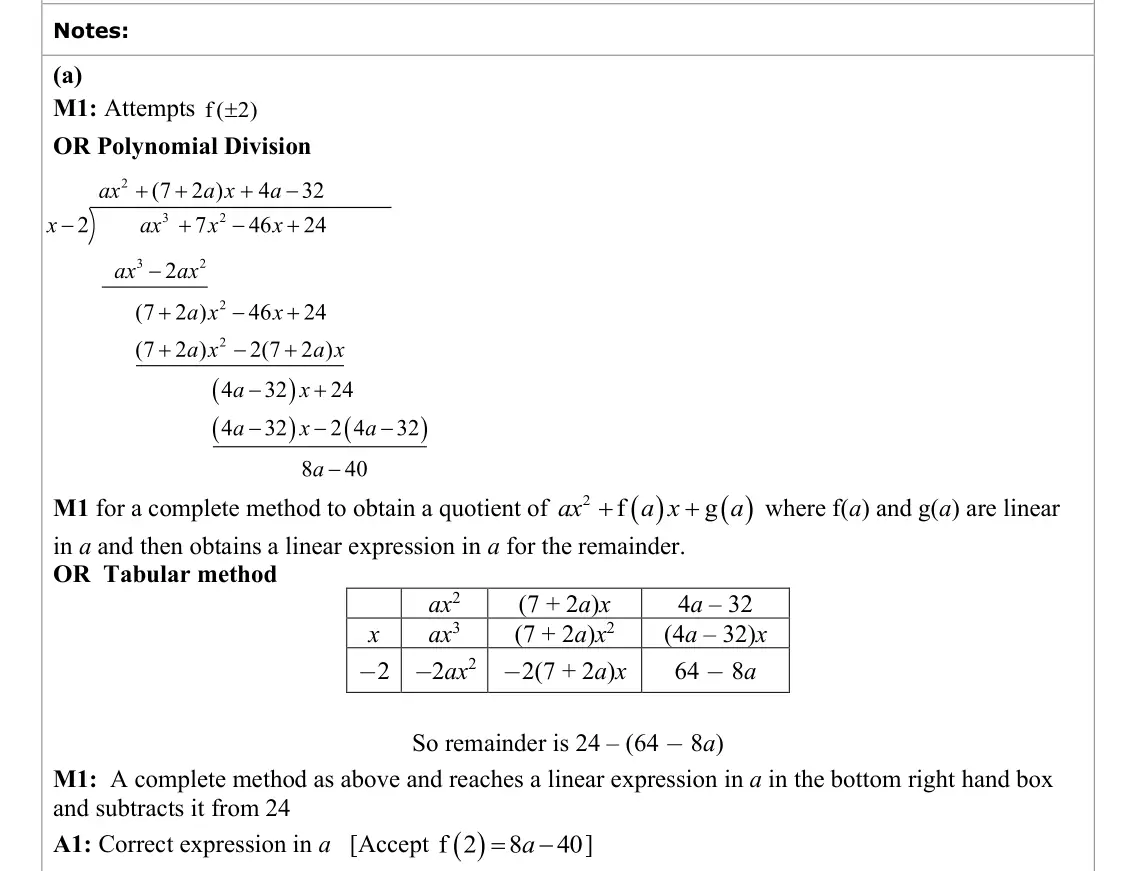 Notes:
(a)
M1: Attempts f(±2)
OR Polynomial Division
ax² + (7 + 2a)x + 4a − 32
x − 2) ax³ + 7x² − 46x + 24
ax³ − 2ax²
(7 + 2a)x² − 46x + 24
(7 + 2a)x² − 2(7 + 2a)x
(4a − 32)x + 24
(4a − 32)x − 2(4a − 32)
8a − 40
M1 for a complete method to obtain a quotient of ax² + f(a)x + g(a) where f(a) and g(a) are linear
in a and then obtains a linear expression in a for the remainder.
OR Tabular method
ax² (7 + 2a)x 4a – 32
x ax³ (7 + 2a)x² (4a – 32)x
−2 −2ax² −2(7 + 2a)x 64 − 8a
So remainder is 24 – (64 − 8a)
M1: A complete method as above and reaches a linear expression in a in the bottom right hand box
and subtracts it from 24
A1: Correct expression in a [Accept f(2) = 8a − 40]